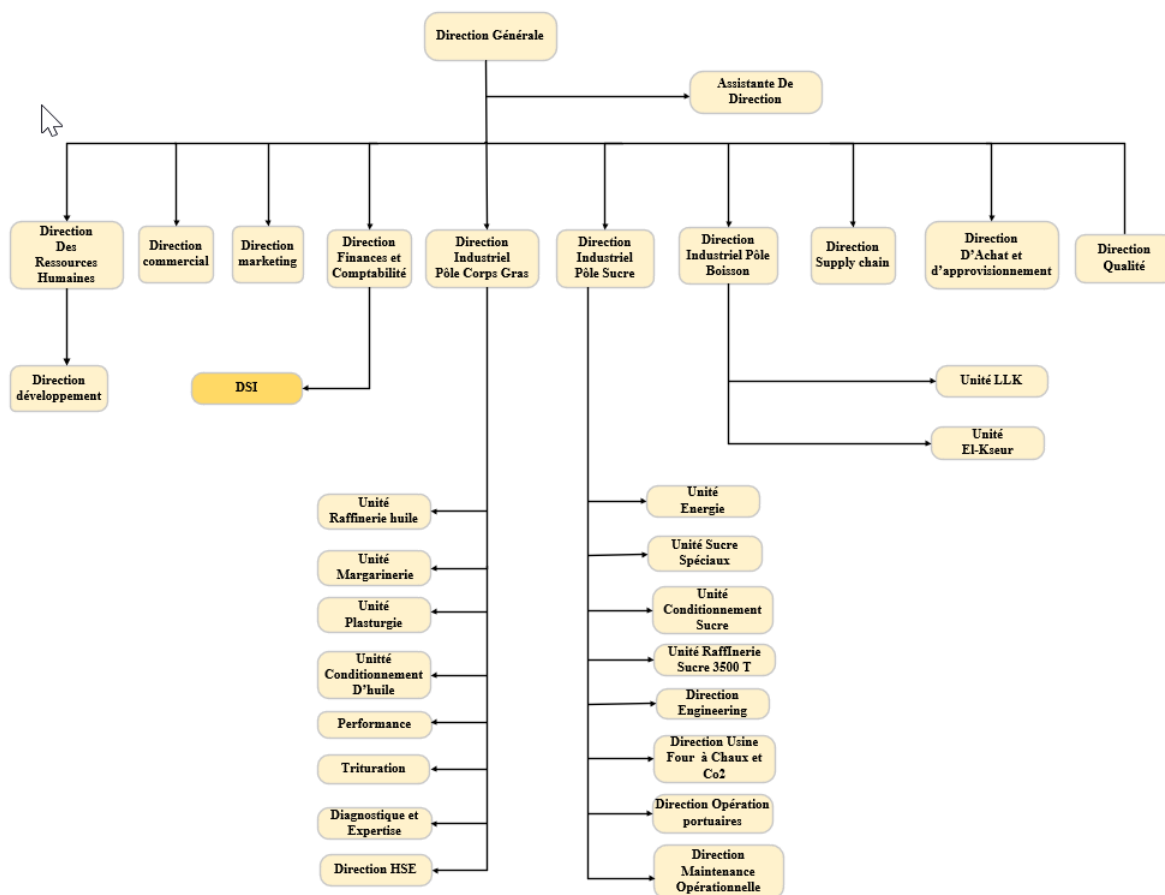 Direction Générale
Assistante De
Direction
Direction
Des
Ressources
Humaines
Direction
commercial
Direction
marketing
Direction
Finances et
Comptabilité
Direction
Industriel
Pôle Corps Gras
Direction
Industriel
Pôle Sucre
Direction
Industriel Pôle
Boisson
Direction
Supply chain
Direction
D'Achat et
d'approvisionnement
Direction
Qualité
Direction
développement
DSI
Unité LLK
Unité
El-Kseur
Unité
Raffinerie huile
Unité
Margarinerie
Unité
Plasturgie
Unitté
Conditionnement
D'huile
Performance
Trituration
Diagnostique et
Expertise
Direction HSE
Unité
Energie
Unité Sucre
Spéciaux
Unité
Conditionnement
Sucre
Unité RaffInerie
Sucre 3500 T
Direction
Engineering
Direction Usine
Four à Chaux et
Co2
Direction Opération
portuaires
Direction
Maintenance
Opérationnelle